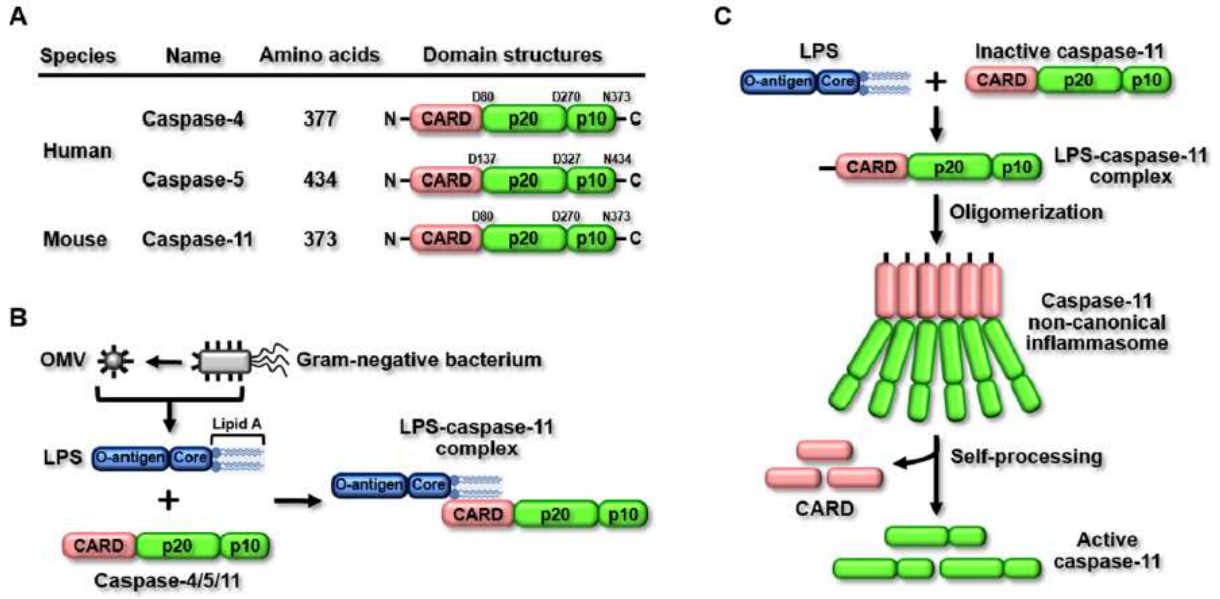 A
Species Name Amino acids Domain structures
D80 D270 N373
Human Caspase-4 377 N CARD p20 p10 C
D137 D327 N434
Caspase-5 434 N CARD p20 p10 C
D80 D270 N373
Mouse Caspase-11 373 N CARD p20 p10 C
B
OMV Gram-negative bacterium
Lipid A
LPS O-antigen Core
+
CARD p20 p10
Caspase-4/5/11
LPS-caspase-11
complex
O-antigen Core
CARD p20 p10
C
LPS Inactive caspase-11
O-antigen Core + CARD p20 p10
CARD p20 p10 LPS-caspase-11
complex
Oligomerization
Caspase-11
non-canonical
inflammasome
Self-processing
CARD
Active
caspase-11